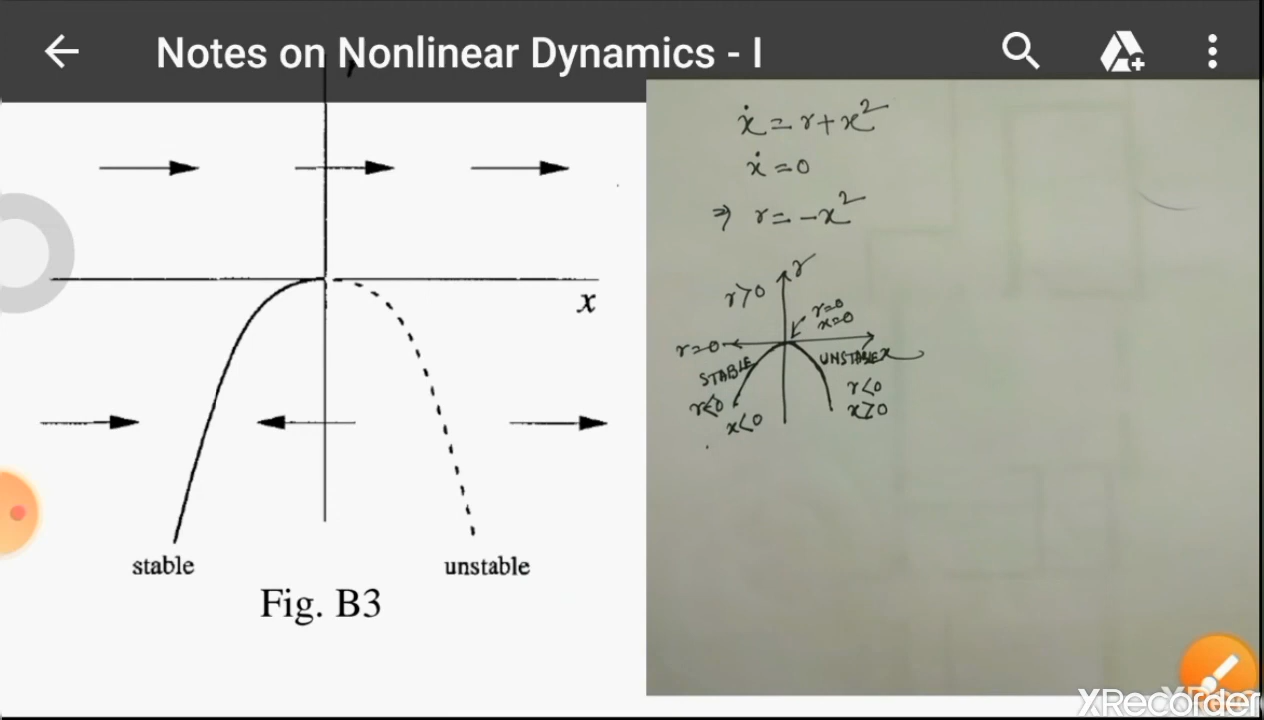 Notes on Nonlinear Dynamics - I
r
x
stable
unstable
Fig. B3
ẋ = r + x²
ẋ = 0
⇒ r = -x²
r
r>0
r=0
x=0
r=0
STABLE
UNSTABLE
x
r<0
x<0
r<0
x>0
XRecorder